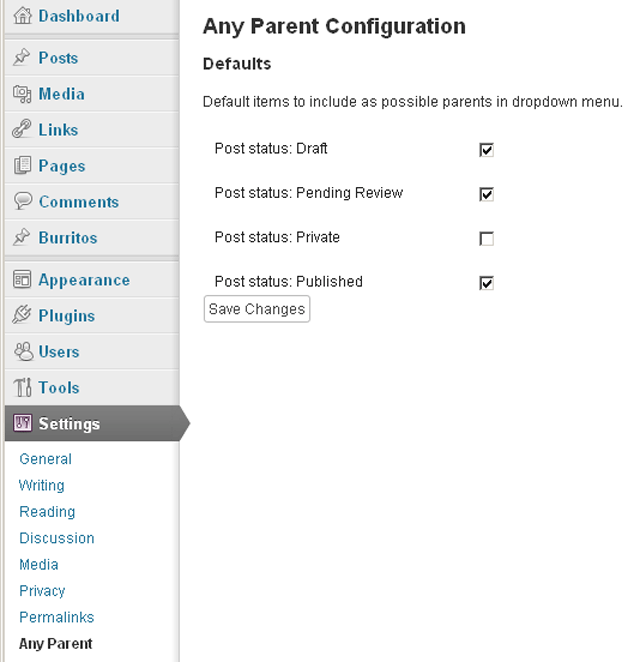 Dashboard
Posts
Media
Links
Pages
Comments
Burritos
Appearance
Plugins
Users
Tools
Settings
General
Writing
Reading
Discussion
Media
Privacy
Permalinks
Any Parent
Any Parent Configuration
Defaults
Default items to include as possible parents in dropdown menu.
Post status: Draft
Post status: Pending Review
Post status: Private
Post status: Published
Save Changes